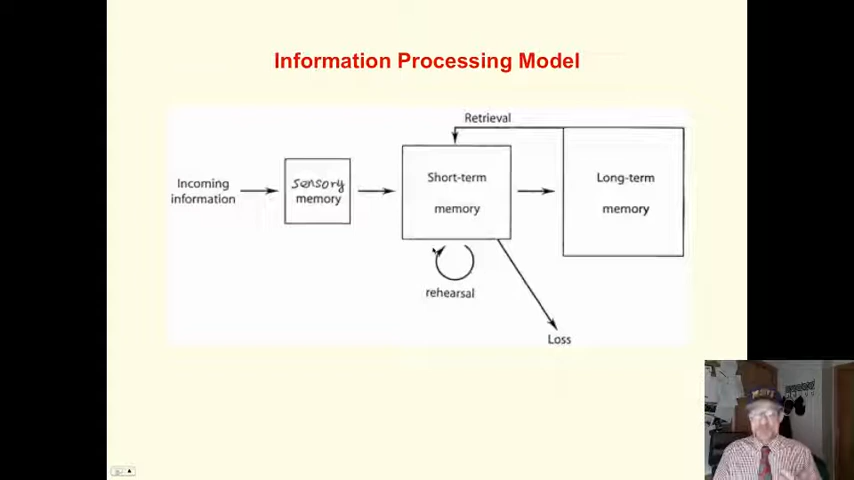 Information Processing Model
Retrieval
Incoming
information
sensory
memory
Short-term
memory
Long-term
memory
rehearsal
Loss